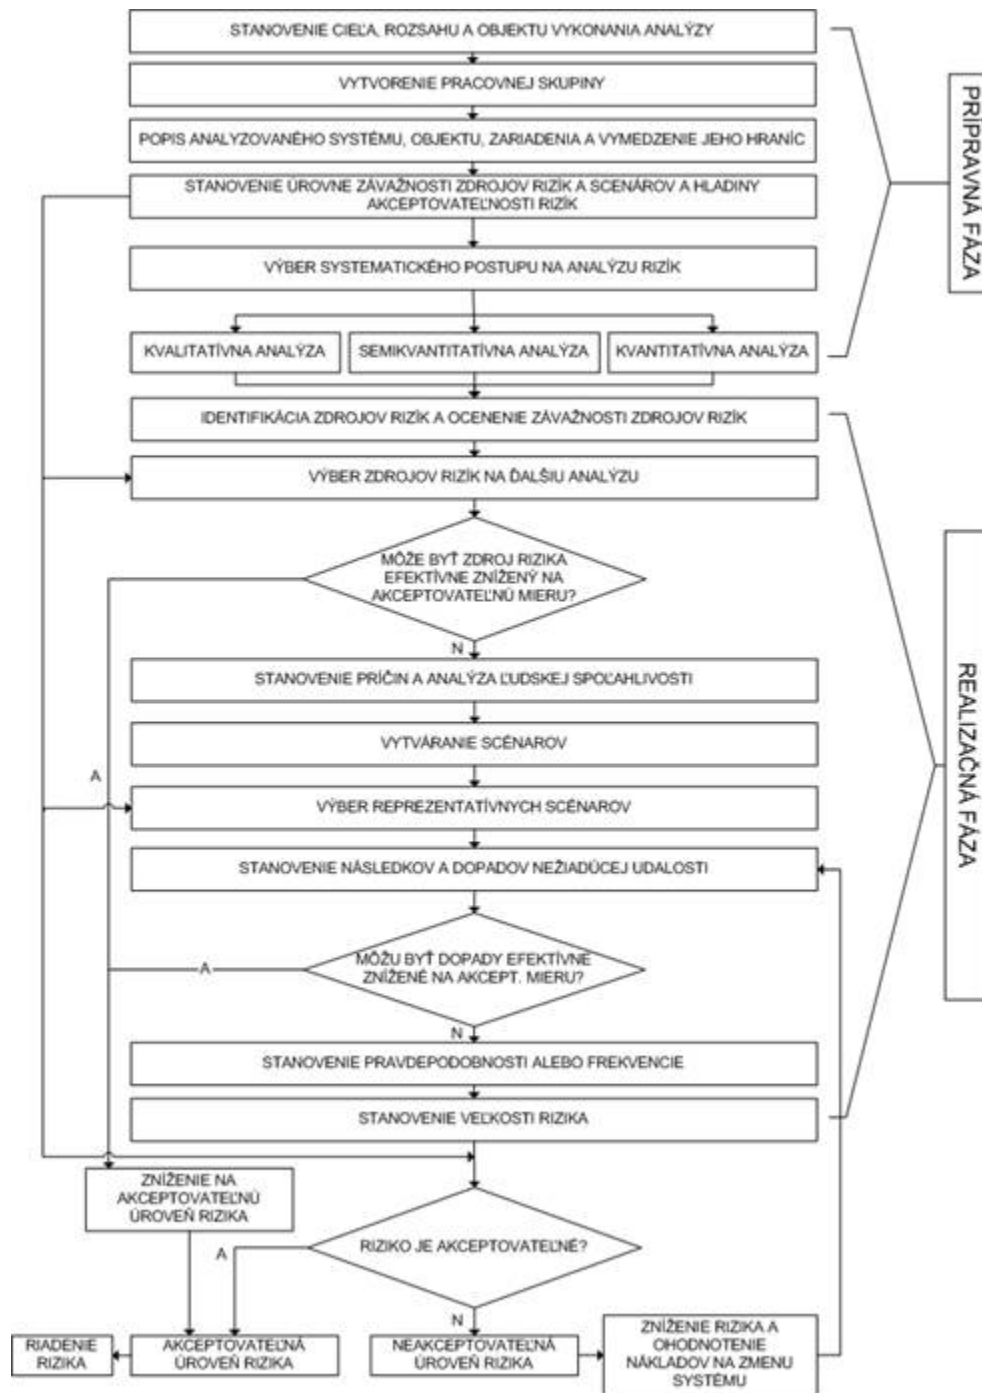 STANOVENIE CIEĽA, ROZSAHU A OBJEKTU VYKONANIA ANALÝZY
VYTVORENIE PRACOVNEJ SKUPINY
POPIS ANALYZOVANÉHO SYSTÉMU, OBJEKTU, ZARIADENIA A VYMEDZENIE JEHO HRANÍC
STANOVENIE ÚROVNE ZÁVAŽNOSTI ZDROJOV RIZÍK A SCENÁROV A HLADINY
AKCEPTOVATEĽNOSTI RIZÍK
VÝBER SYSTEMATICKÉHO POSTUPU NA ANALÝZU RIZÍK
KVALITATÍVNA ANALÝZA
SEMIKVANTITATÍVNA ANALÝZA
KVANTITATÍVNA ANALÝZA
PRÍPRAVNÁ FÁZA
IDENTIFIKÁCIA ZDROJOV RIZÍK A OCENENIE ZÁVAŽNOSTI ZDROJOV RIZÍK
VÝBER ZDROJOV RIZÍK NA ĎALŠIU ANALÝZU
MÔŽE BYŤ ZDROJ RIZIKA
EFEKTÍVNE ZNÍŽENÝ NA
AKCEPTOVATEĽNÚ MIERU?
N
STANOVENIE PRÍČIN A ANALÝZA ĽUDSKEJ SPOĽAHLIVOSTI
VYTVÁRANIE SCÉNAROV
A
VÝBER REPREZENTATÍVNYCH SCÉNAROV
STANOVENIE NÁSLEDKOV A DOPADOV NEŽIADÚCEJ UDALOSTI
MÔŽU BYŤ DOPADY EFEKTÍVNE
ZNÍŽENÉ NA AKCEPT. MIERU?
A
N
STANOVENIE PRAVDEPODOBNOSTI ALEBO FREKVENCIE
STANOVENIE VEĽKOSTI RIZIKA
REALIZAČNÁ FÁZA
ZNÍŽENIE NA
AKCEPTOVATEĽNÚ
ÚROVEŇ RIZIKA
RIZIKO JE AKCEPTOVATEĽNÉ?
A
N
RIADENIE
RIZIKA
AKCEPTOVATEĽNÁ
ÚROVEŇ RIZIKA
NEAKCEPTOVATEĽNÁ
ÚROVEŇ RIZIKA
ZNÍŽENIE RIZIKA A
OHODNOTENIE
NÁKLADOV NA ZMENU
SYSTÉMU